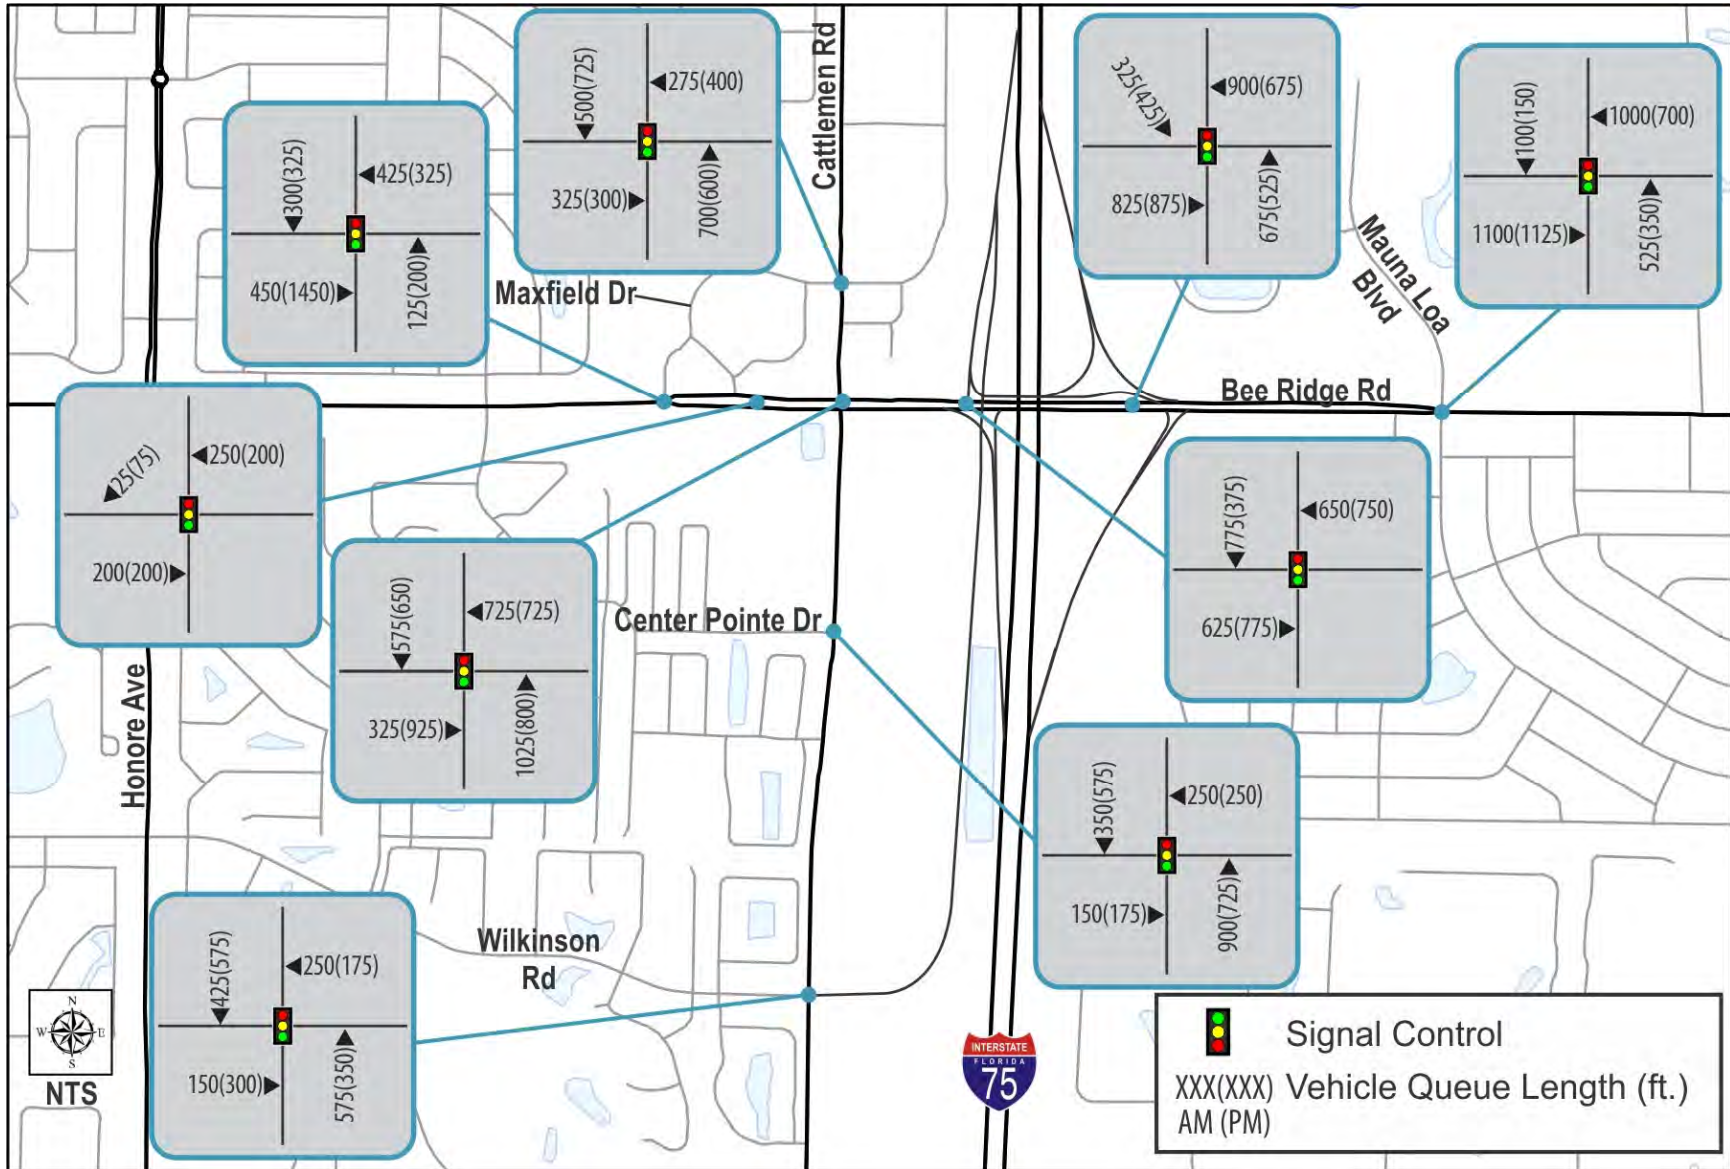 Cattlemen Rd
500(725)
275(400)
325(300)
700(600)
325(425)
900(675)
825(875)
675(525)
100(150)
1000(700)
1100(1125)
525(350)
300(325)
425(325)
450(1450)
125(200)
Maxfield Dr
Mauna Loa
Blvd
Bee Ridge Rd
25(75)
250(200)
200(200)
775(375)
650(750)
625(775)
575(650)
725(725)
325(925)
1025(800)
Center Pointe Dr
Honore Ave
350(575)
250(250)
150(175)
900(725)
425(575)
250(175)
150(300)
575(350)
Wilkinson
Rd
N
W E
S
NTS
INTERSTATE
FLORIDA
75
Signal Control
XXX(XXX) Vehicle Queue Length (ft.)
AM (PM)